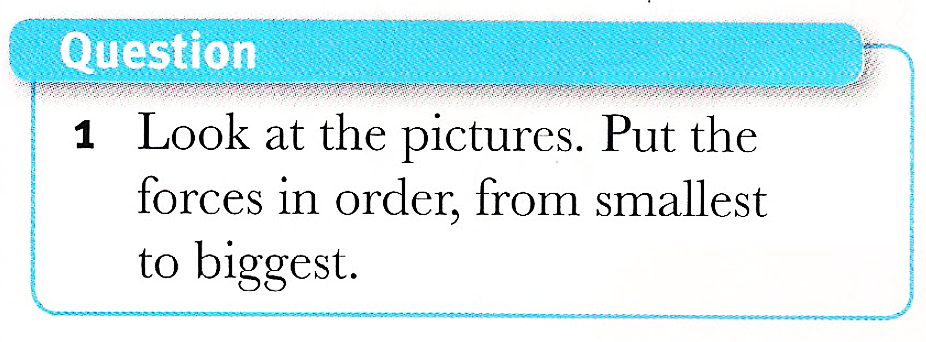 Question
1 Look at the pictures. Put the
forces in order, from smallest
to biggest.